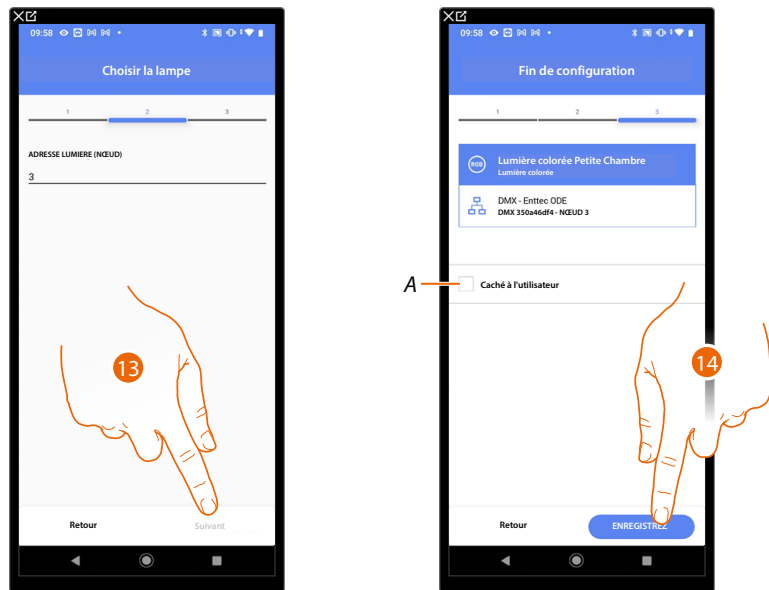 09:58
Choisir la lampe
1 2 3
ADRESSE LUMIERE (NŒUD)
3
13
Retour Suivant
09:58
Fin de configuration
1 2 3
RGB
Lumière colorée Petite Chambre
Lumière colorée
DMX - Enttec ODE
DMX 350a46df4 - NŒUD 3
A
Caché à l'utilisateur
14
Retour ENREGISTREZ